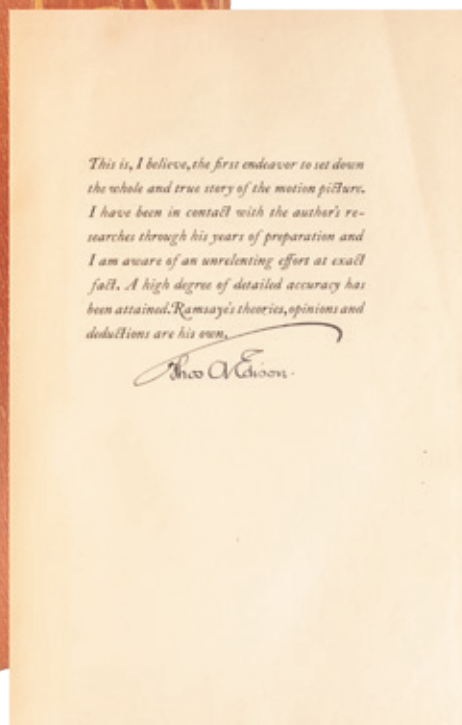 This is, I believe, the first endeavor to set down
the whole and true story of the motion picture.
I have been in contact with the author's re-
searches through his years of preparation and
I am aware of an unrelenting effort at exact
fact. A high degree of detailed accuracy has
been attained. Ramsaye's theories, opinions and
deductions are his own.
Thos A Edison.